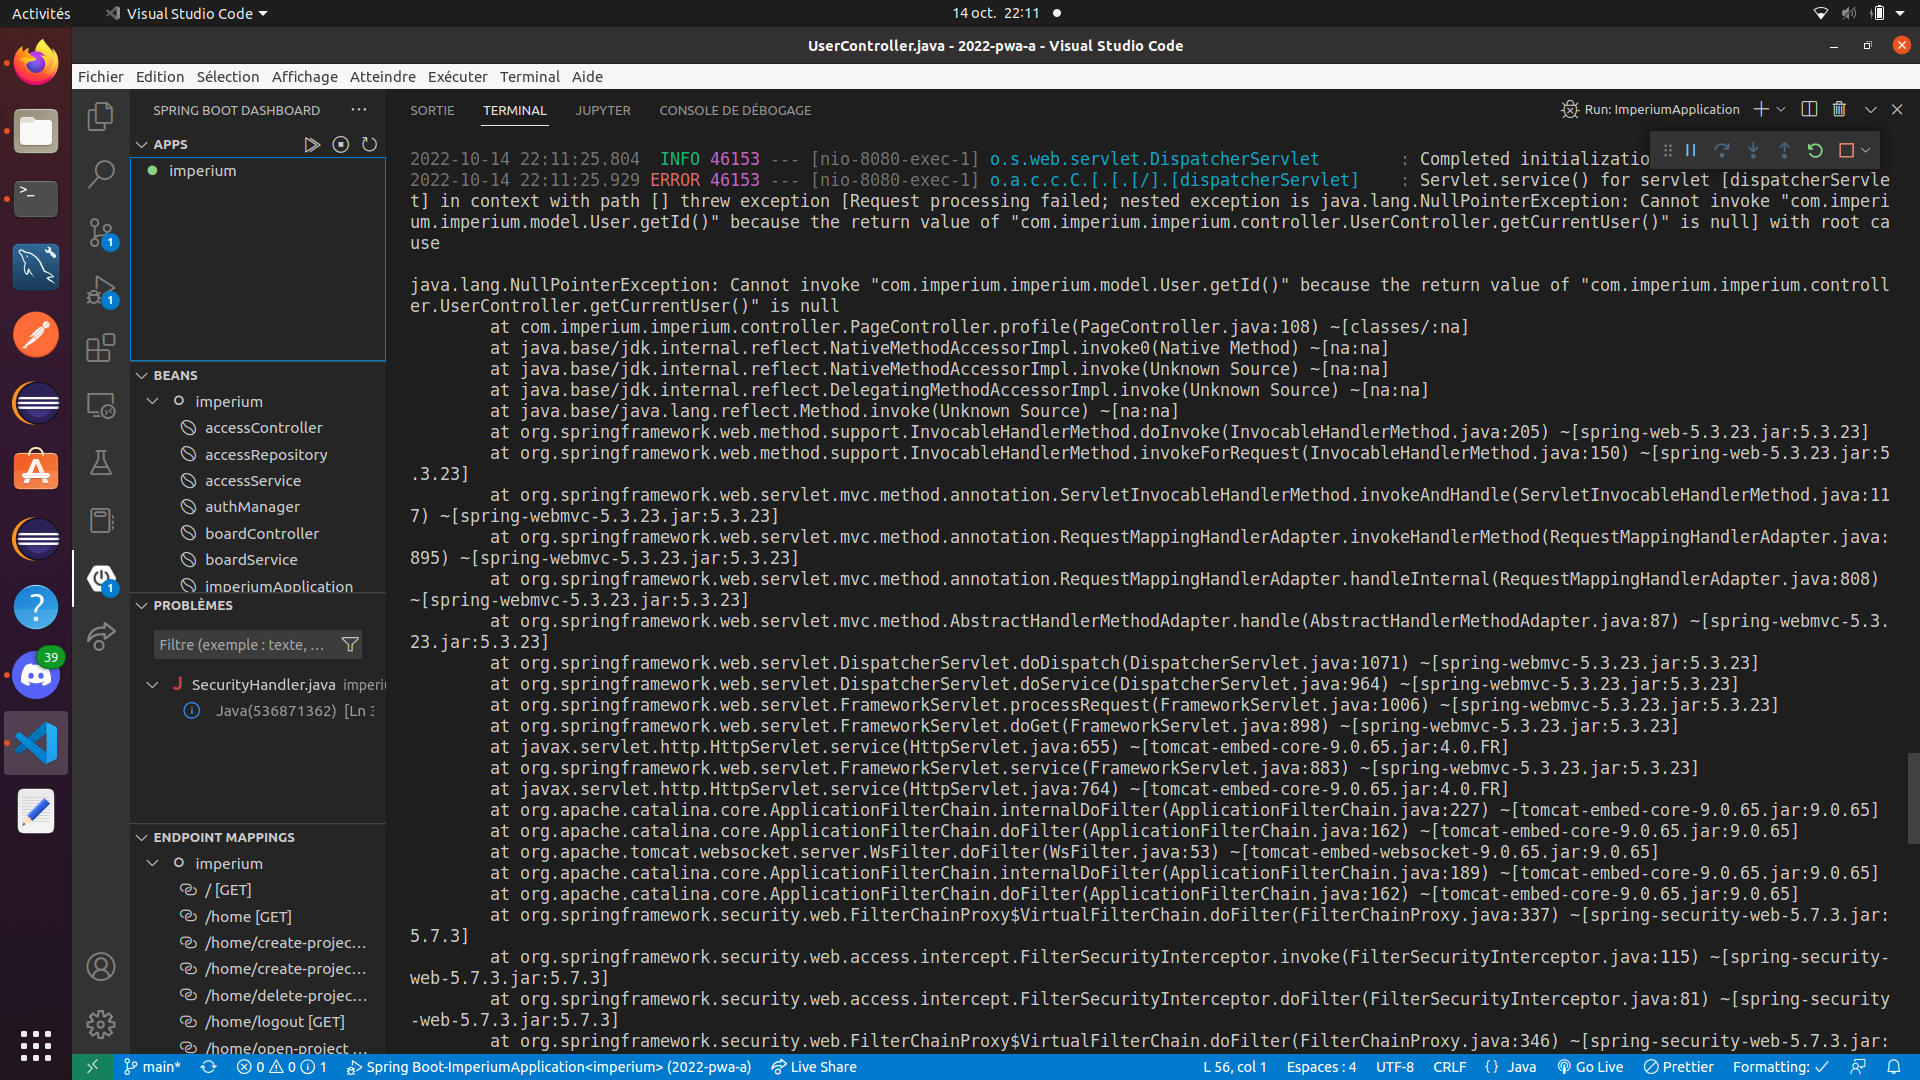 Activités
Visual Studio Code
14 oct. 22:11
UserController.java - 2022-pwa-a - Visual Studio Code
Fichier Edition Sélection Affichage Atteindre Exécuter Terminal Aide
SPRING BOOT DASHBOARD
APPS
imperium
BEANS
imperium
accessController
accessRepository
accessService
authManager
boardController
boardService
imperiumApplication
PROBLÈMES
Filtre (exemple : texte, ...
SecurityHandler.java
Java(536871362) [Ln
ENDPOINT MAPPINGS
imperium
/ [GET]
/home [GET]
/home/create-projec...
/home/create-projec...
/home/delete-projec...
/home/logout [GET]
/home/open-project ...
1
1
1
39
SORTIE TERMINAL JUPYTER CONSOLE DE DÉBOGAGE
Run: ImperiumApplication
2022-10-14 22:11:25.804  INFO 46153 --- [nio-8080-exec-1] o.s.web.servlet.DispatcherServlet        : Completed initializatio
2022-10-14 22:11:25.929 ERROR 46153 --- [nio-8080-exec-1] o.a.c.c.C.[.[.[/].[dispatcherServlet]    : Servlet.service() for servlet [dispatcherServle
t] in context with path [] threw exception [Request processing failed; nested exception is java.lang.NullPointerException: Cannot invoke "com.imperi
um.imperium.model.User.getId()" because the return value of "com.imperium.imperium.controller.UserController.getCurrentUser()" is null] with root ca
use
java.lang.NullPointerException: Cannot invoke "com.imperium.imperium.model.User.getId()" because the return value of "com.imperium.imperium.controll
er.UserController.getCurrentUser()" is null
at com.imperium.imperium.controller.PageController.profile(PageController.java:108) ~[classes/:na]
at java.base/jdk.internal.reflect.NativeMethodAccessorImpl.invoke0(Native Method) ~[na:na]
at java.base/jdk.internal.reflect.NativeMethodAccessorImpl.invoke(Unknown Source) ~[na:na]
at java.base/jdk.internal.reflect.DelegatingMethodAccessorImpl.invoke(Unknown Source) ~[na:na]
at java.base/java.lang.reflect.Method.invoke(Unknown Source) ~[na:na]
at org.springframework.web.method.support.InvocableHandlerMethod.doInvoke(InvocableHandlerMethod.java:205) ~[spring-web-5.3.23.jar:5.3.23]
at org.springframework.web.method.support.InvocableHandlerMethod.invokeForRequest(InvocableHandlerMethod.java:150) ~[spring-web-5.3.23.jar:5
.3.23]
at org.springframework.web.servlet.mvc.method.annotation.ServletInvocableHandlerMethod.invokeAndHandle(ServletInvocableHandlerMethod.java:11
7) ~[spring-webmvc-5.3.23.jar:5.3.23]
at org.springframework.web.servlet.mvc.method.annotation.RequestMappingHandlerAdapter.invokeHandlerMethod(RequestMappingHandlerAdapter.java:
895) ~[spring-webmvc-5.3.23.jar:5.3.23]
at org.springframework.web.servlet.mvc.method.annotation.RequestMappingHandlerAdapter.handleInternal(RequestMappingHandlerAdapter.java:808)
~[spring-webmvc-5.3.23.jar:5.3.23]
at org.springframework.web.servlet.mvc.method.AbstractHandlerMethodAdapter.handle(AbstractHandlerMethodAdapter.java:87) ~[spring-webmvc-5.3.
23.jar:5.3.23]
at org.springframework.web.servlet.DispatcherServlet.doDispatch(DispatcherServlet.java:1071) ~[spring-webmvc-5.3.23.jar:5.3.23]
at org.springframework.web.servlet.DispatcherServlet.doService(DispatcherServlet.java:964) ~[spring-webmvc-5.3.23.jar:5.3.23]
at org.springframework.web.servlet.FrameworkServlet.processRequest(FrameworkServlet.java:1006) ~[spring-webmvc-5.3.23.jar:5.3.23]
at org.springframework.web.servlet.FrameworkServlet.doGet(FrameworkServlet.java:898) ~[spring-webmvc-5.3.23.jar:5.3.23]
at javax.servlet.http.HttpServlet.service(HttpServlet.java:655) ~[tomcat-embed-core-9.0.65.jar:4.0.FR]
at org.springframework.web.servlet.FrameworkServlet.service(FrameworkServlet.java:883) ~[spring-webmvc-5.3.23.jar:5.3.23]
at javax.servlet.http.HttpServlet.service(HttpServlet.java:764) ~[tomcat-embed-core-9.0.65.jar:4.0.FR]
at org.apache.catalina.core.ApplicationFilterChain.internalDoFilter(ApplicationFilterChain.java:227) ~[tomcat-embed-core-9.0.65.jar:9.0.65]
at org.apache.catalina.core.ApplicationFilterChain.doFilter(ApplicationFilterChain.java:162) ~[tomcat-embed-core-9.0.65.jar:9.0.65]
at org.apache.tomcat.websocket.server.WsFilter.doFilter(WsFilter.java:53) ~[tomcat-embed-websocket-9.0.65.jar:9.0.65]
at org.apache.catalina.core.ApplicationFilterChain.internalDoFilter(ApplicationFilterChain.java:189) ~[tomcat-embed-core-9.0.65.jar:9.0.65]
at org.apache.catalina.core.ApplicationFilterChain.doFilter(ApplicationFilterChain.java:162) ~[tomcat-embed-core-9.0.65.jar:9.0.65]
at org.springframework.security.web.FilterChainProxy$VirtualFilterChain.doFilter(FilterChainProxy.java:337) ~[spring-security-web-5.7.3.jar:
5.7.3]
at org.springframework.security.web.access.intercept.FilterSecurityInterceptor.invoke(FilterSecurityInterceptor.java:115) ~[spring-security-
web-5.7.3.jar:5.7.3]
at org.springframework.security.web.access.intercept.FilterSecurityInterceptor.doFilter(FilterSecurityInterceptor.java:81) ~[spring-security
-web-5.7.3.jar:5.7.3]
at org.springframework.security.web.FilterChainProxy$VirtualFilterChain.doFilter(FilterChainProxy.java:346) ~[spring-security-web-5.7.3.jar:
main* 0 0 1 Spring Boot-ImperiumApplication<imperium> (2022-pwa-a) Live Share L 56, col 1 Espaces : 4 UTF-8 CRLF {} Java Go Live Prettier Formatting: ✓